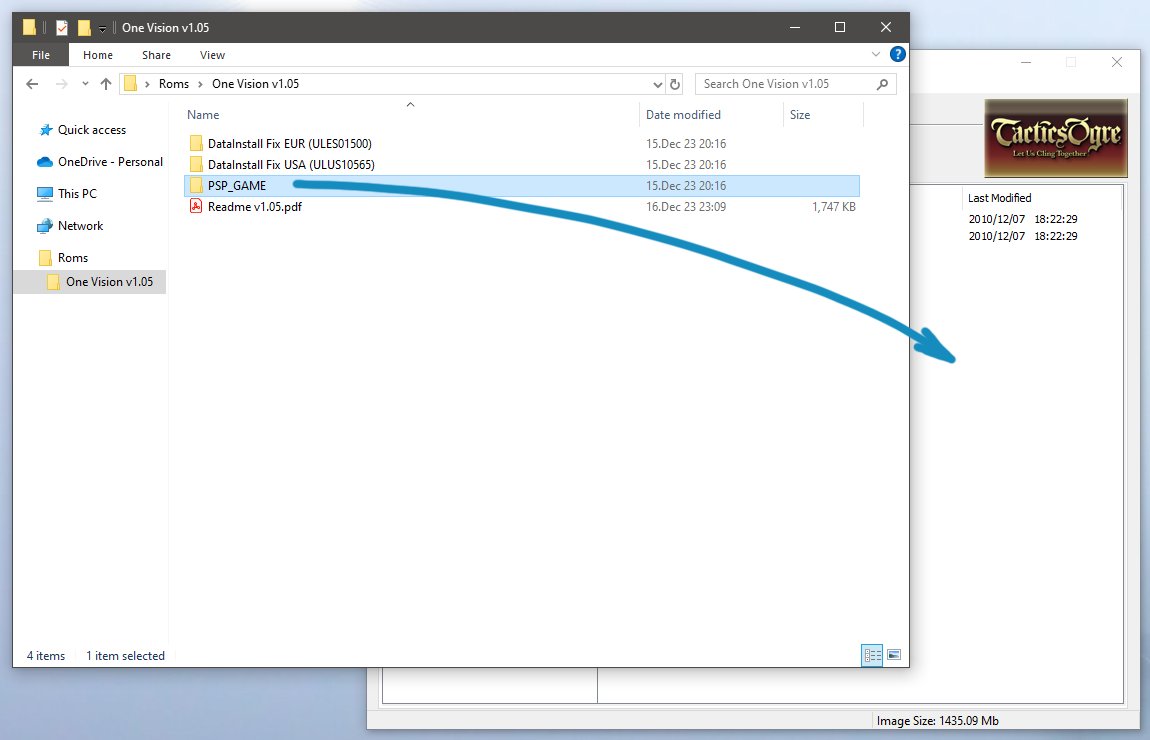 One Vision v1.05
File Home Share View
Roms One Vision v1.05
Search One Vision v1.05
Name Date modified Size
Quick access
OneDrive - Personal
This PC
Network
Roms
One Vision v1.05
DataInstall Fix EUR (ULES01500) 15.Dec 23 20:16
DataInstall Fix USA (ULUS10565) 15.Dec 23 20:16
PSP_GAME 15.Dec 23 20:16
Readme v1.05.pdf 16.Dec 23 23:09 1,747 KB
4 items 1 item selected
TacticsOgre
Let Us Cling Together
Last Modified
2010/12/07 18:22:29
2010/12/07 18:22:29
Image Size: 1435.09 Mb